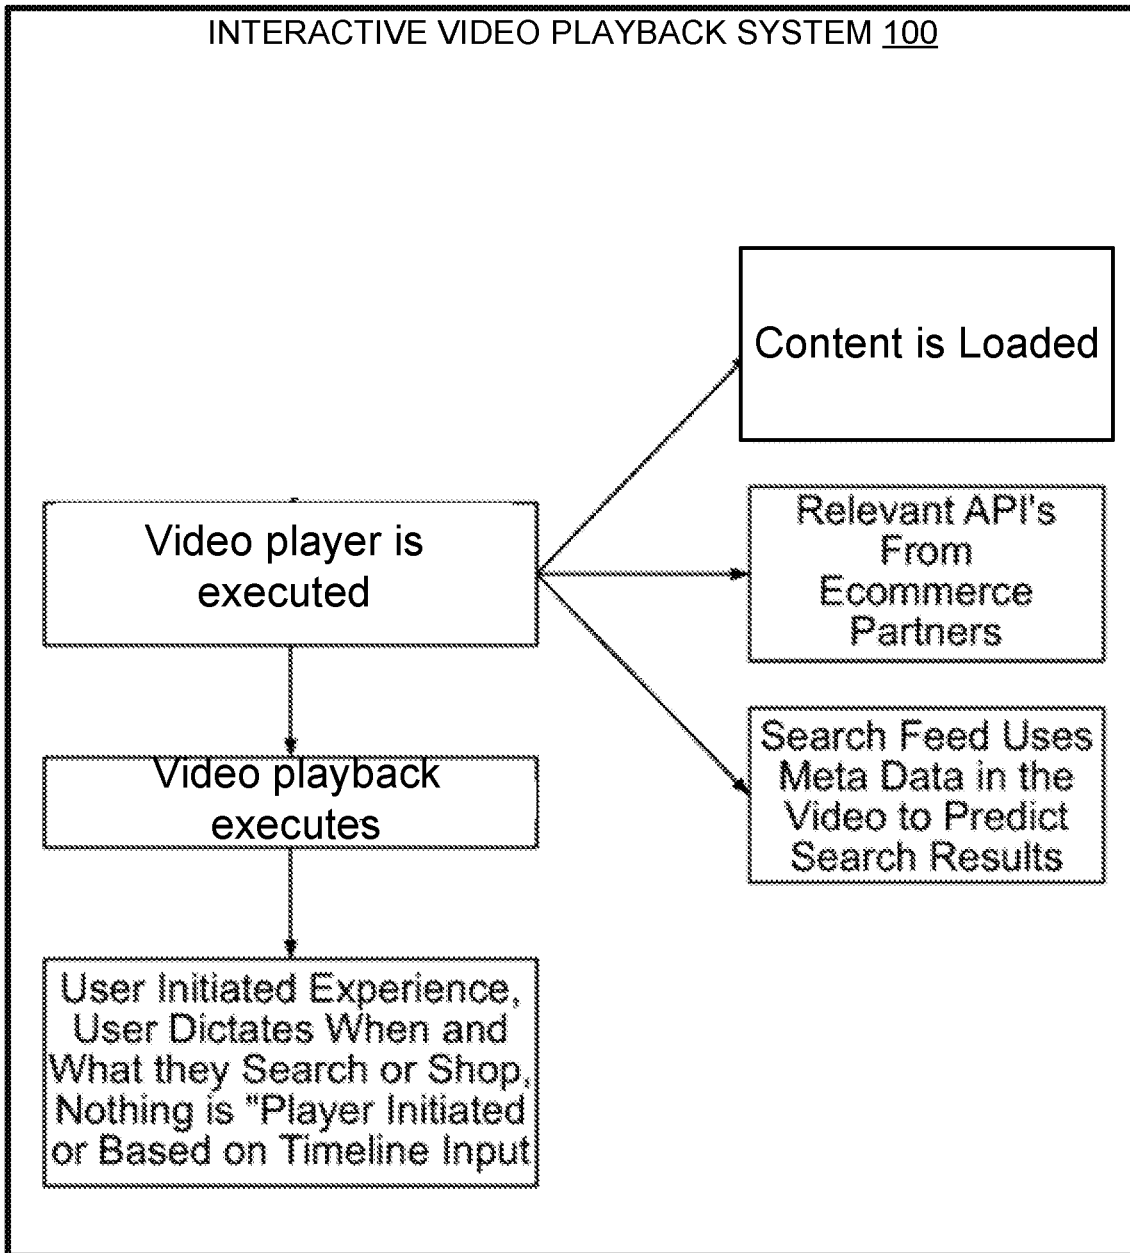 INTERACTIVE VIDEO PLAYBACK SYSTEM 100
Content is Loaded
Video player is
executed
Relevant API's
From
Ecommerce
Partners
Search Feed Uses
Meta Data in the
Video to Predict
Search Results
Video playback
executes
User Initiated Experience,
User Dictates When and
What they Search or Shop,
Nothing is "Player Initiated
or Based on Timeline Input